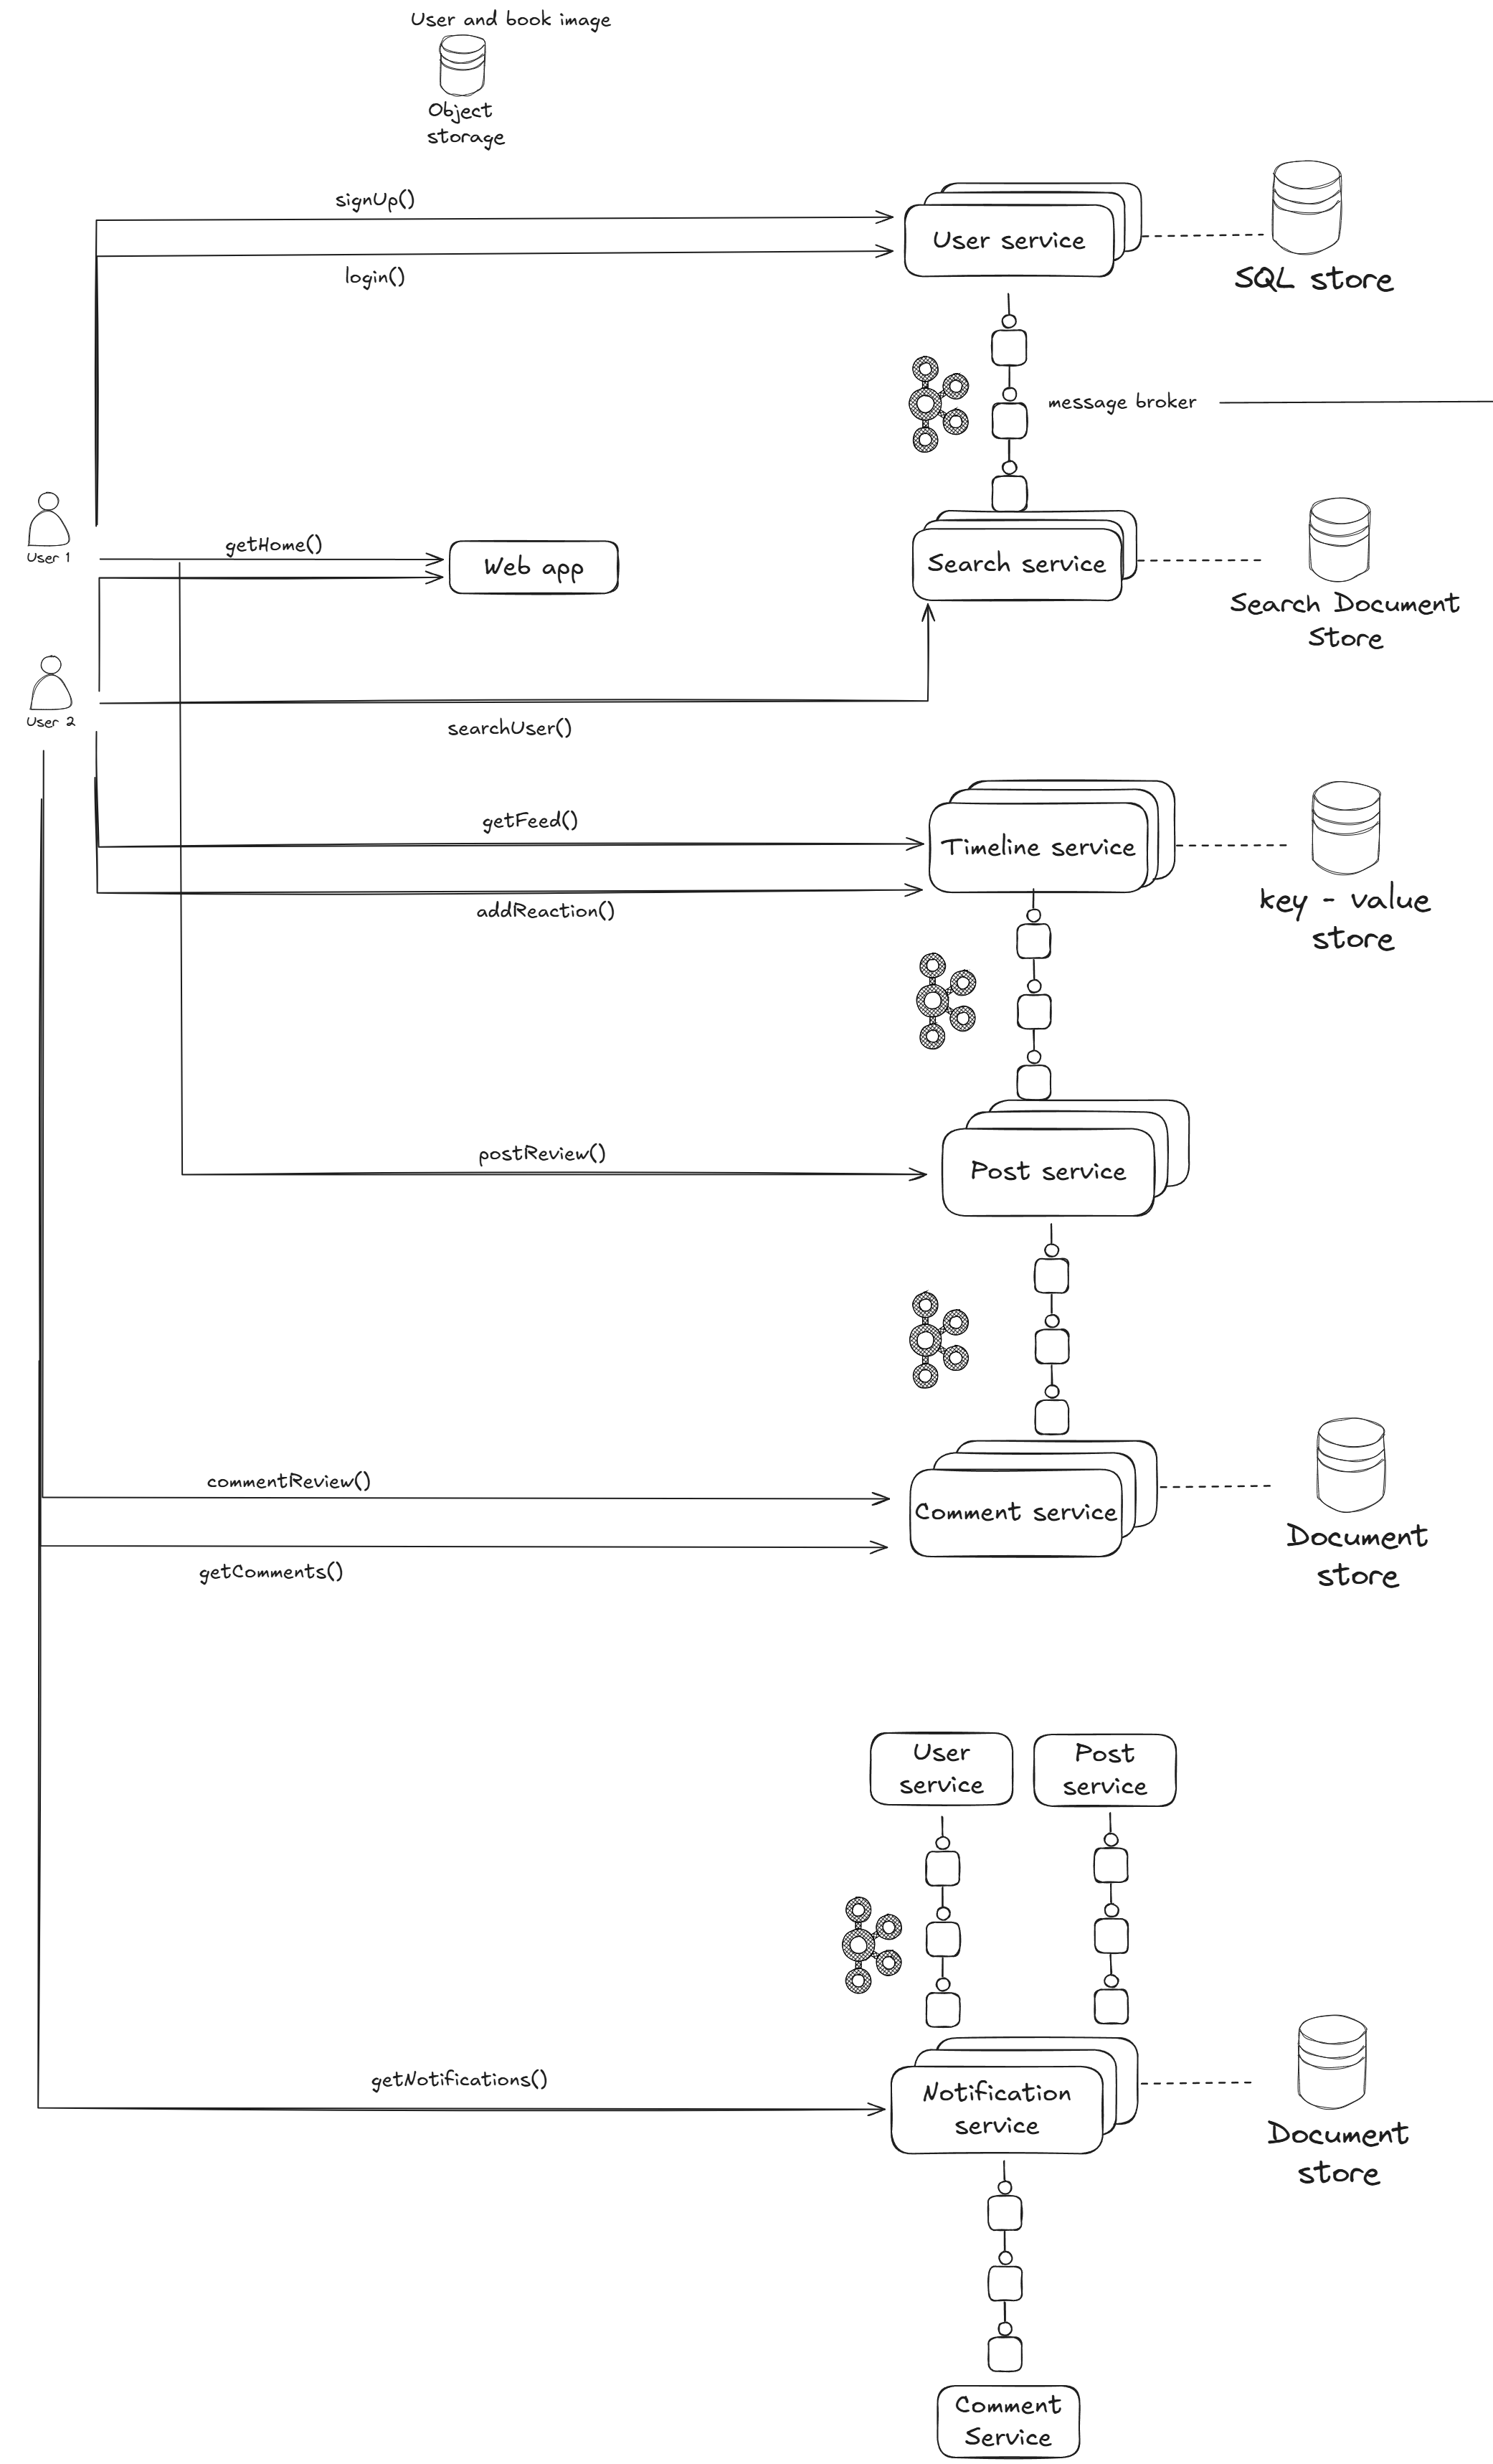 User and book image
Object
storage
signUp()
User service
login()
SQL store
message broker
User 1
getHome()
Web app
Search service
Search Document
Store
User 2
searchUser()
getFeed()
Timeline service
addReaction()
key - value
store
postReview()
Post service
commentReview()
Comment service
Document
store
getComments()
User
service
Post
service
getNotifications()
Notification
service
Document
store
Comment
Service